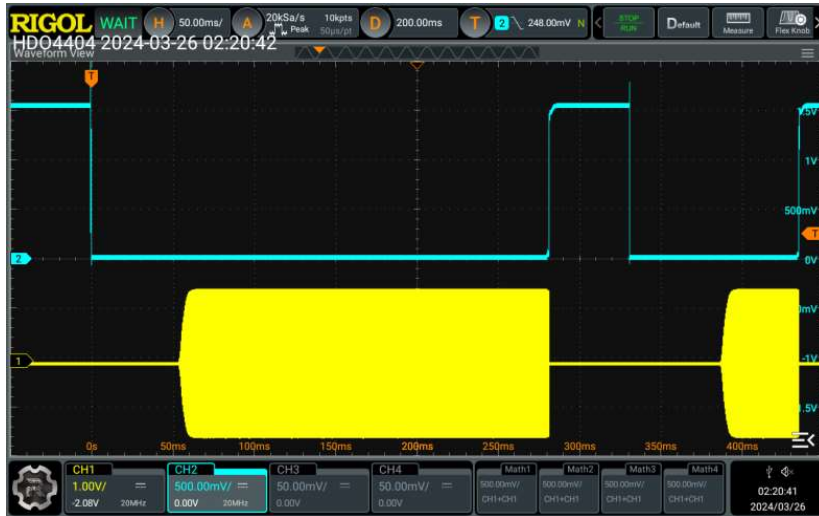 RIGOL WAIT H 50.00ms/ A 20kSa/s 10kpts Peak 50μs/pt D 200.00ms T 2 248.00mV N STOP RUN Default Measure Flex Knob
HDO4404 2024-03-26 02:20:42
Waveform View
T
1.5V
1V
500mV
T
2
0V
0mV
1
-1V
1.5V
0s 50ms 100ms 150ms 200ms 250ms 300ms 350ms 400ms
CH1 CH2 CH3 CH4 Math1 Math2 Math3 Math4
1.00V/ 500.00mV/ 50.00mV/ 50.00mV/ 500.00mV/ 500.00mV/ 500.00mV/ 500.00mV/
-2.08V 20MHz 0.00V 20MHz 0.00V 0.00V CH1+CH1 CH1+CH1 CH1+CH1 CH1+CH1
02:20:41
2024/03/26